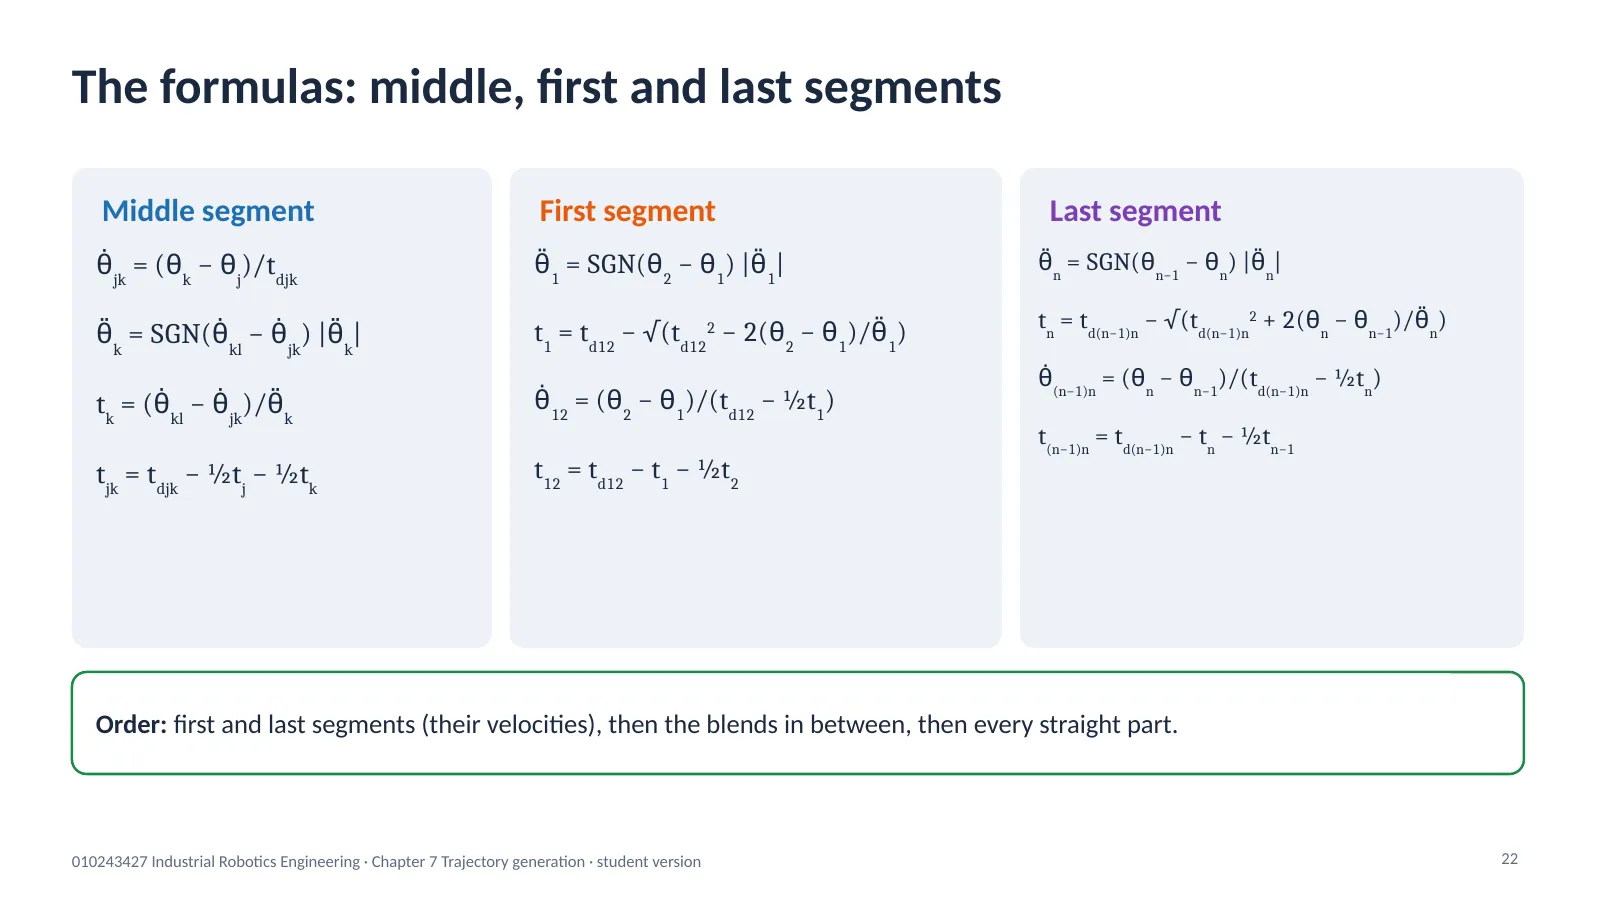 The formulas: middle, first and last segments
Middle segment
θ̇jk = (θk − θj)/tdjk
θ̈k = SGN(θ̇kl − θ̇jk) |θ̈k|
tk = (θ̇kl − θ̇jk)/θ̈k
tjk = tdjk − ½tj − ½tk
First segment
θ̈1 = SGN(θ2 − θ1) |θ̈1|
t1 = td12 − √(td12² − 2(θ2 − θ1)/θ̈1)
θ̇12 = (θ2 − θ1)/(td12 − ½t1)
t12 = td12 − t1 − ½t2
Last segment
θ̈n = SGN(θn−1 − θn) |θ̈n|
tn = td(n−1)n − √(td(n−1)n² + 2(θn − θn−1)/θ̈n)
θ̇(n−1)n = (θn − θn−1)/(td(n−1)n − ½tn)
t(n−1)n = td(n−1)n − tn − ½tn−1
Order: first and last segments (their velocities), then the blends in between, then every straight part.
010243427 Industrial Robotics Engineering · Chapter 7 Trajectory generation · student version
22